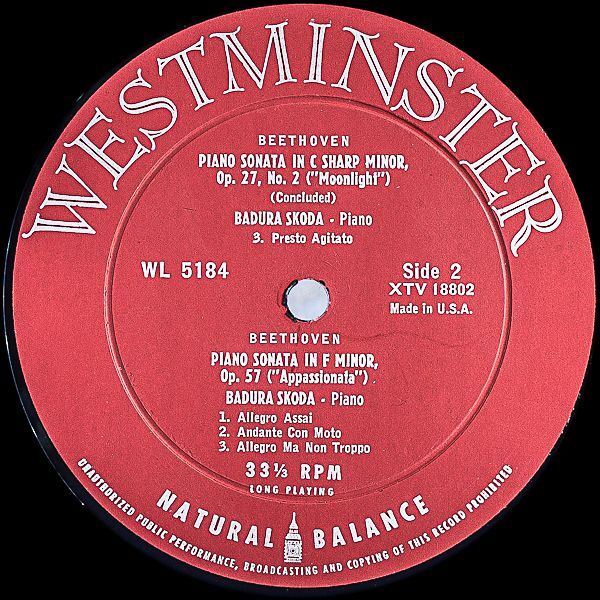 WESTMINSTER
BEETHOVEN
PIANO SONATA IN C SHARP MINOR,
Op. 27, No. 2 ("Moonlight")
(Concluded)
BADURA SKODA - Piano
3. Presto Agitato
WL 5184
Side 2
XTV 18802
Made In U.S.A.
BEETHOVEN
PIANO SONATA IN F MINOR,
Op. 57 ("Appassionata")
BADURA SKODA - Piano
1. Allegro Assai
2. Andante Con Moto
3. Allegro Ma Non Troppo
33⅓ RPM
LONG PLAYING
NATURAL BALANCE
UNAUTHORIZED PUBLIC PERFORMANCE, BROADCASTING AND COPYING OF THIS RECORD PROHIBITED